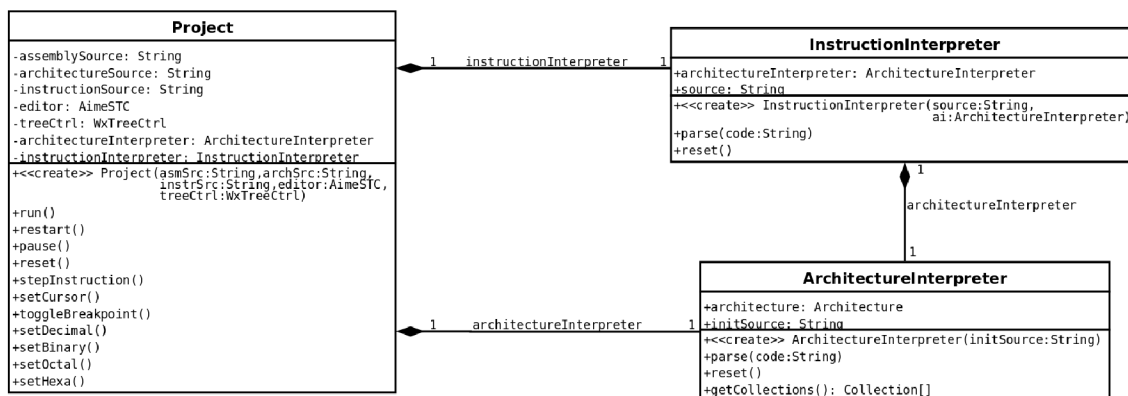 Project
-assemblySource: String
-architectureSource: String
-instructionSource: String
-editor: AimeSTC
-treeCtrl: WxTreeCtrl
-architectureInterpreter: ArchitectureInterpreter
-instructionInterpreter: InstructionInterpreter
+<<create>> Project(asmSrc:String,archSrc:String,
instrSrc:String,editor:AimeSTC,
treeCtrl:WxTreeCtrl)
+run()
+restart()
+pause()
+reset()
+stepInstruction()
+setCursor()
+toggleBreakpoint()
+setDecimal()
+setBinary()
+setOctal()
+setHexa()
1 instructionInterpreter 1
InstructionInterpreter
+architectureInterpreter: ArchitectureInterpreter
+source: String
+<<create>> InstructionInterpreter(source:String,
ai:ArchitectureInterpreter)
+parse(code:String)
+reset()
1
architectureInterpreter
1
1 architectureInterpreter 1
ArchitectureInterpreter
+architecture: Architecture
+initSource: String
+<<create>> ArchitectureInterpreter(initSource:String)
+parse(code:String)
+reset()
+getCollections(): Collection[]